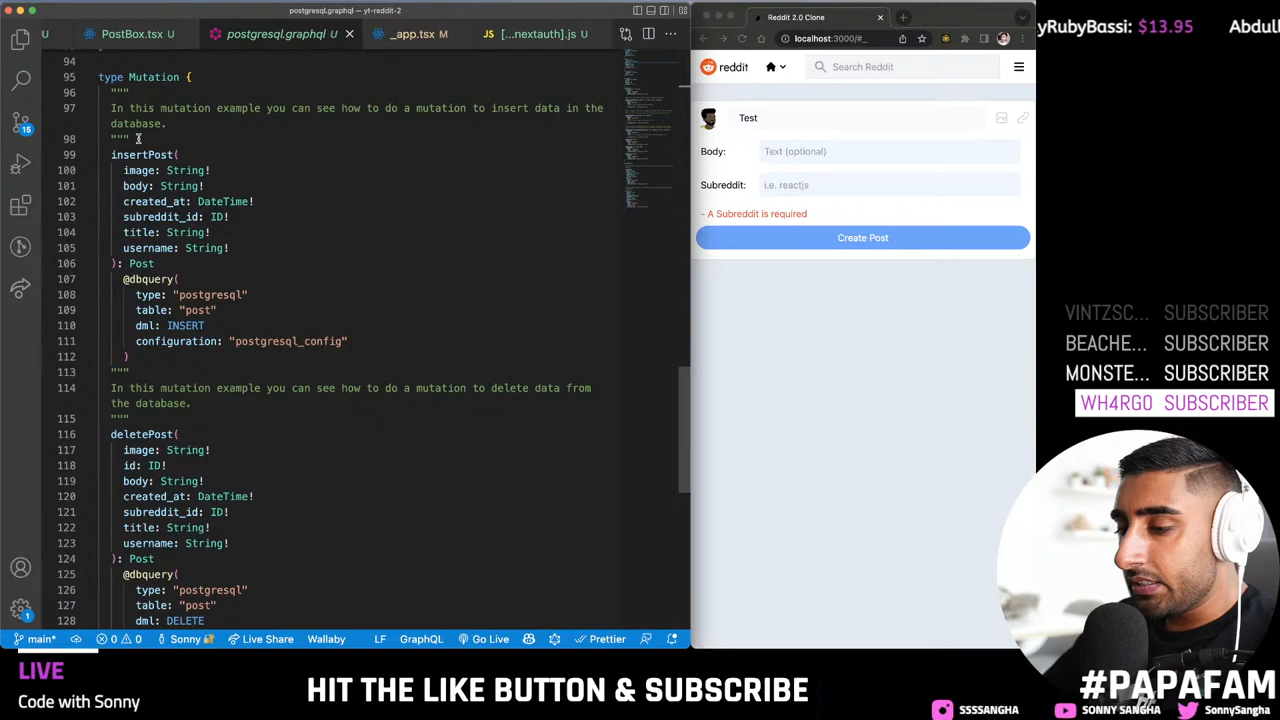 postgresql.graphql — yt-reddit-2
U
PostBox.tsx U
postgresql.graphql U
_app.tsx M
JS [...nextauth].js U
94
95 type Mutation {
96 """
97 In this mutation example you can see how to do a mutation to insert data in the
database.
98 """
99 insertPost(
100 image: String!
101 body: String!
102 created_at: DateTime!
103 subreddit_id: ID!
104 title: String!
105 username: String!
106 ): Post
107 @dbquery(
108 type: "postgresql"
109 table: "post"
110 dml: INSERT
111 configuration: "postgresql_config"
112 )
113 """
114 In this mutation example you can see how to do a mutation to delete data from
the database.
115 """
116 deletePost(
117 image: String!
118 id: ID!
119 body: String!
120 created_at: DateTime!
121 subreddit_id: ID!
122 title: String!
123 username: String!
124 ): Post
125 @dbquery(
126 type: "postgresql"
127 table: "post"
128 dml: DELETE
15
1
main*
0 0
Sonny
Live Share
Wallaby
LF
GraphQL
Go Live
Prettier
Reddit 2.0 Clone
localhost:3000/#_
reddit
Search Reddit
Test
Body: Text (optional)
Subreddit: i.e. reactjs
- A Subreddit is required
Create Post
yRubyBassi: $13.95 Abdull
VINTZSC... SUBSCRIBER
BEACHE... SUBSCRIBER
MONSTE... SUBSCRIBER
WH4RGO SUBSCRIBER
LIVE
Code with Sonny
HIT THE LIKE BUTTON & SUBSCRIBE
#PAPAFAM
SSSSANGHA
SONNY SANGHA
SonnySangha